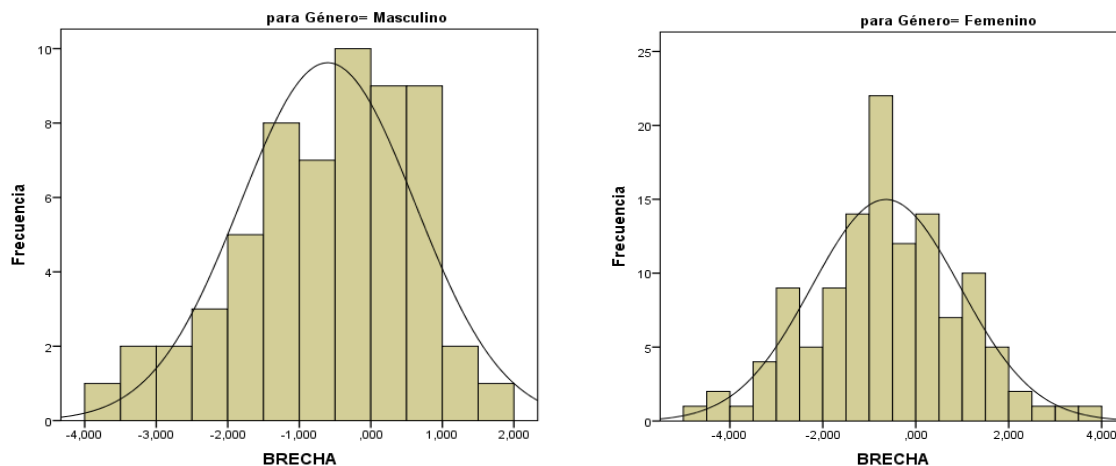 para Género= Masculino
10
8
6
4
2
0
Frecuencia
-4,000 -3,000 -2,000 -1,000 ,000 1,000 2,000
BRECHA
para Género= Femenino
25
20
15
10
5
0
Frecuencia
-4,000 -2,000 ,000 2,000 4,000
BRECHA